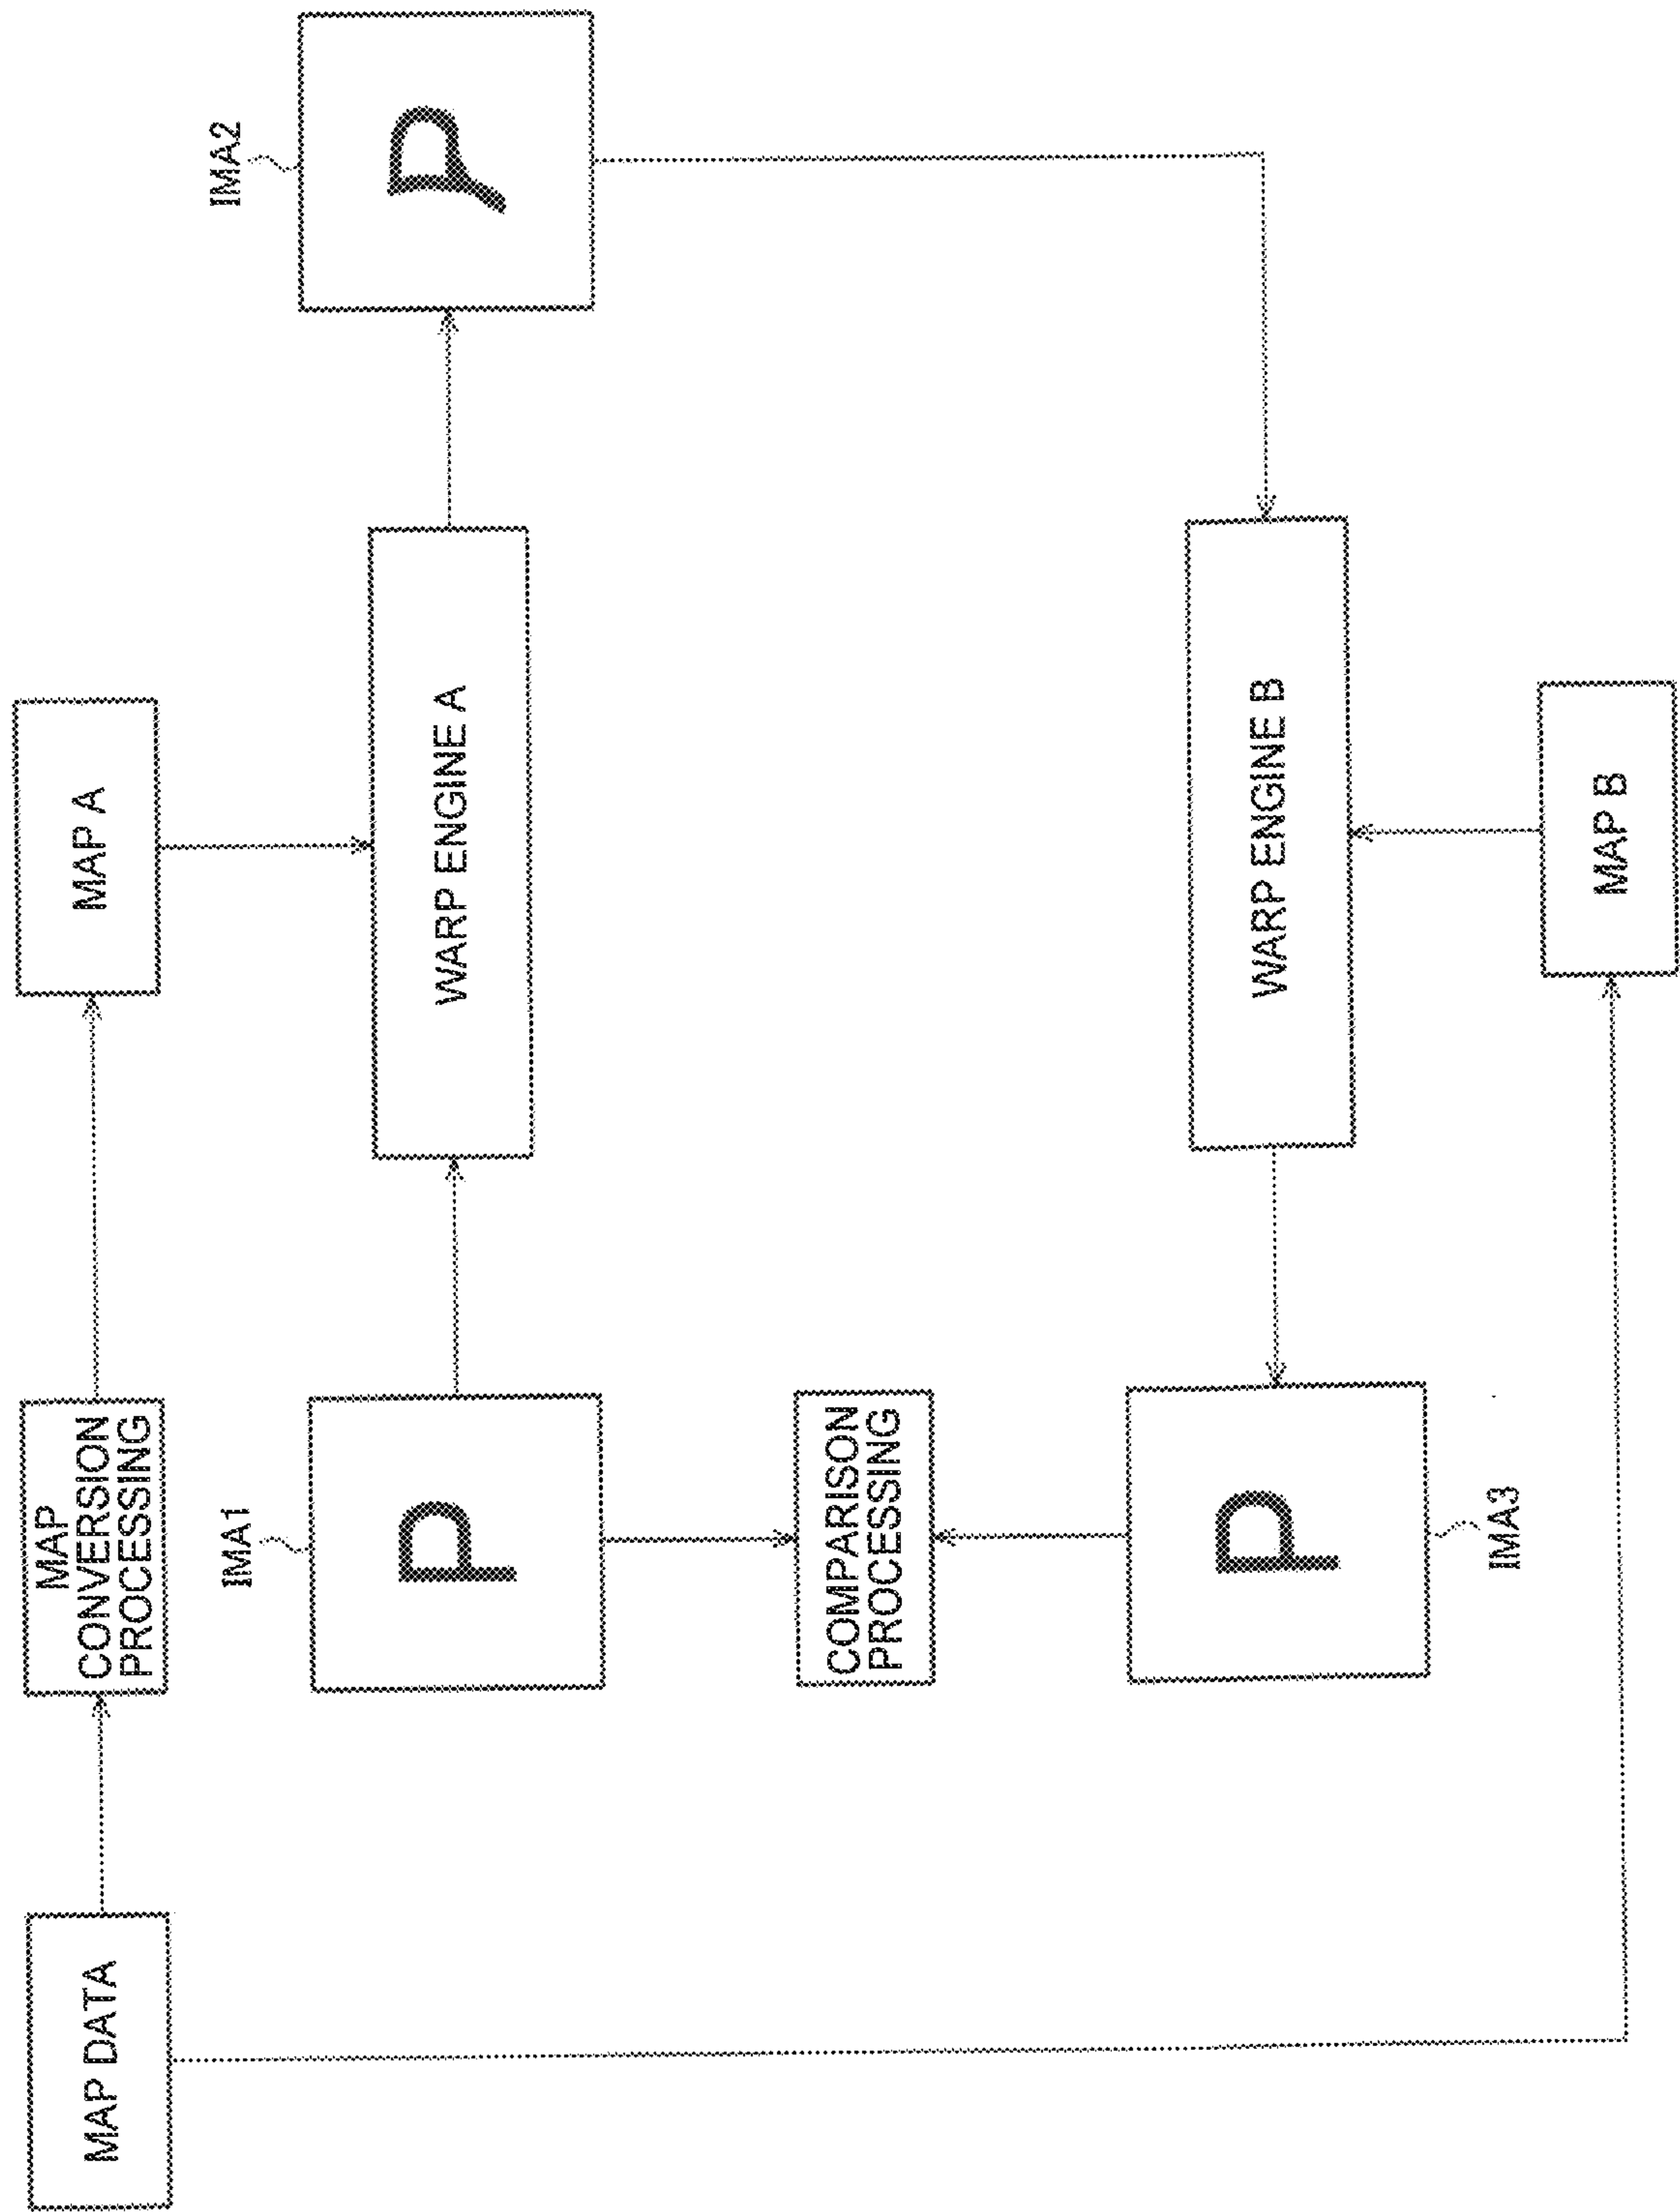 MAP DATA
MAP
CONVERSION
PROCESSING
MAP A
IMA1
P
WARP ENGINE A
IMA2
P
COMPARISON
PROCESSING
P
IMA3
WARP ENGINE B
MAP B